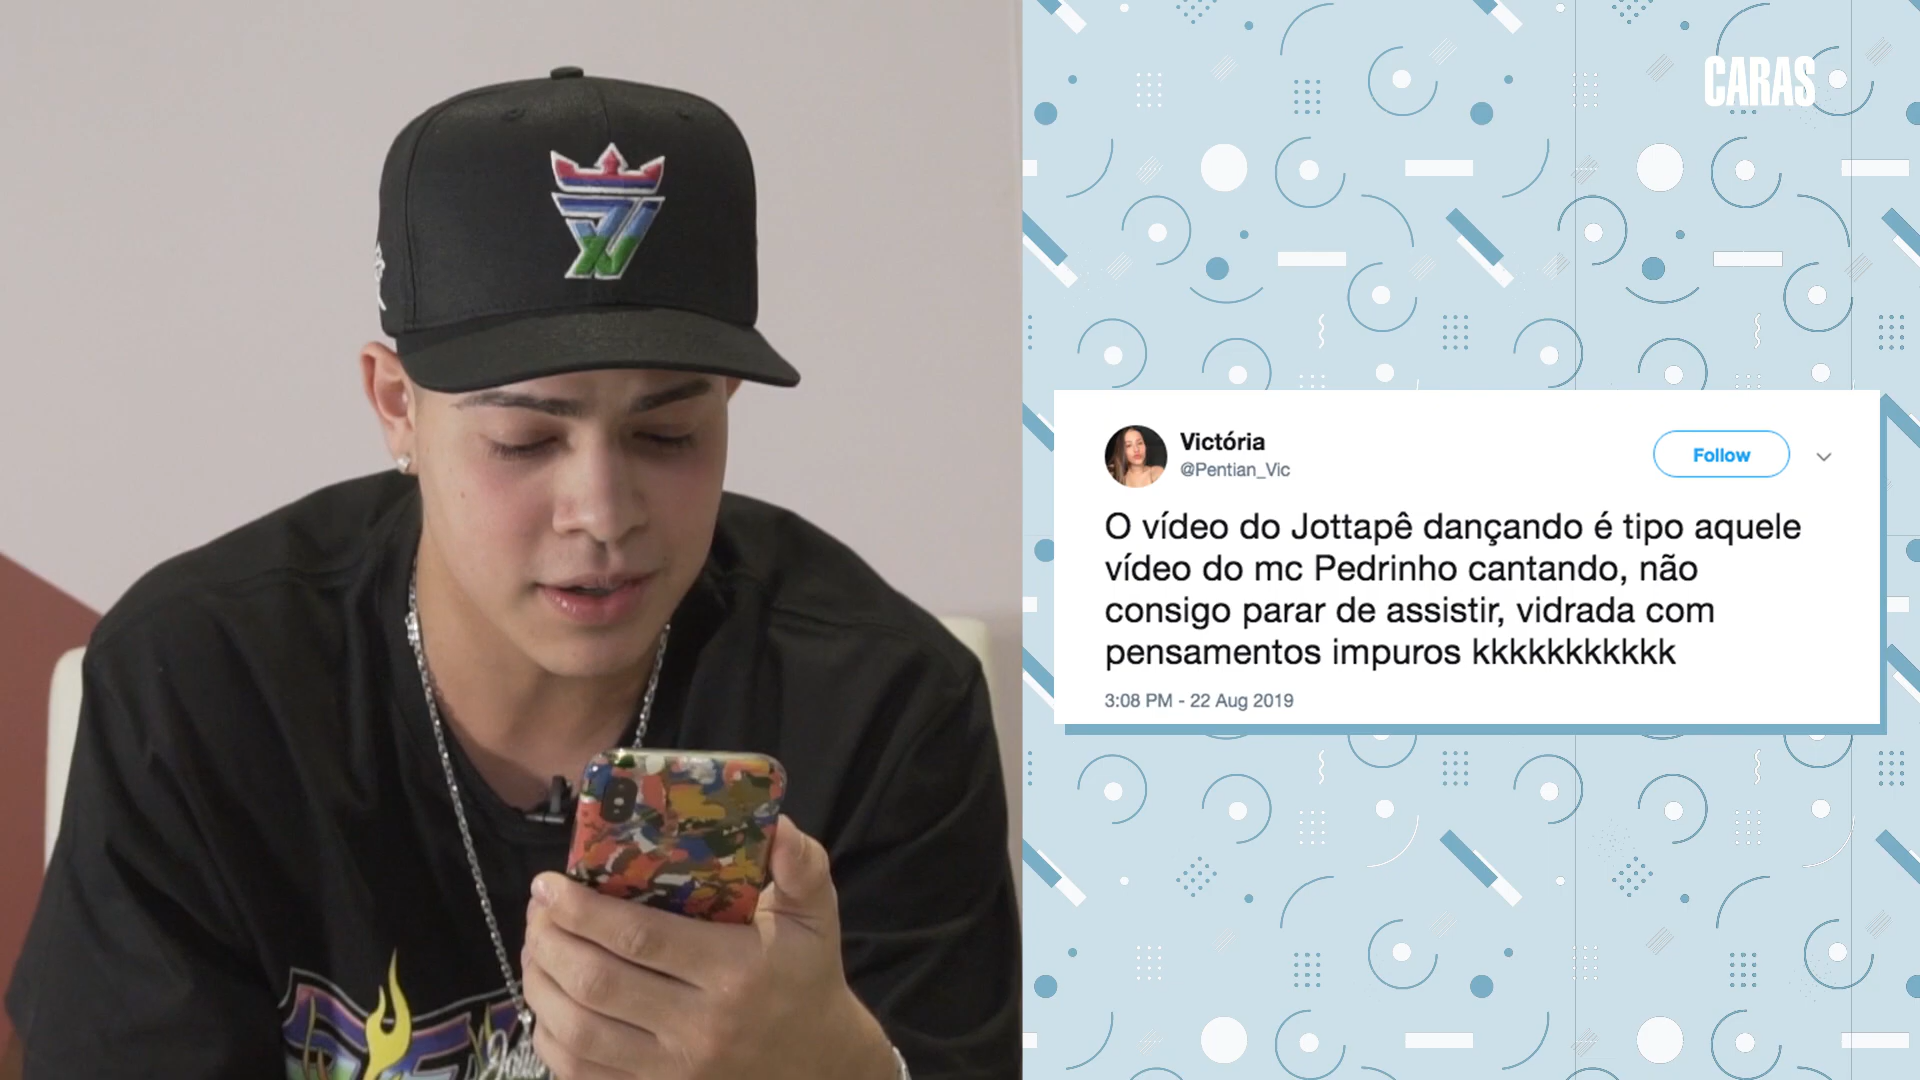 CARAS
Victória
@Pentian_Vic
Follow
O vídeo do Jottapê dançando é tipo aquele
vídeo do mc Pedrinho cantando, não
consigo parar de assistir, vidrada com
pensamentos impuros kkkkkkkkkkk
3:08 PM - 22 Aug 2019